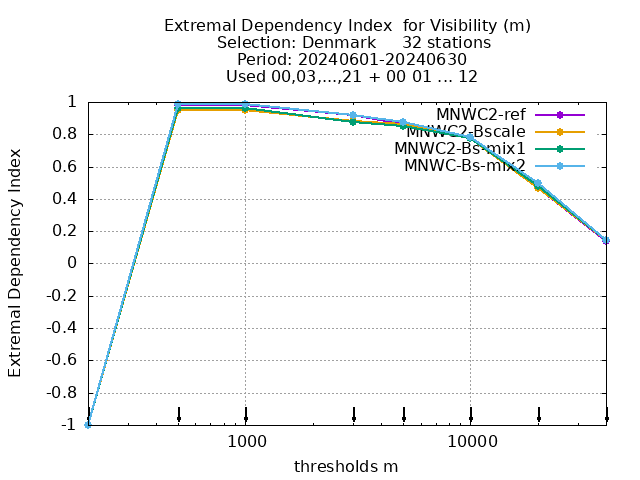 Extremal Dependency Index  for Visibility (m)
Selection: Denmark     32 stations
Period: 20240601-20240630
Used 00,03,...,21 + 00 01 ... 12
Extremal Dependency Index
1
0.8
0.6
0.4
0.2
0
-0.2
-0.4
-0.6
-0.8
-1
MNWC2-ref
MNWC2-Bscale
MNWC2-Bs-mix1
MNWC-Bs-mix2
1000
10000
thresholds m